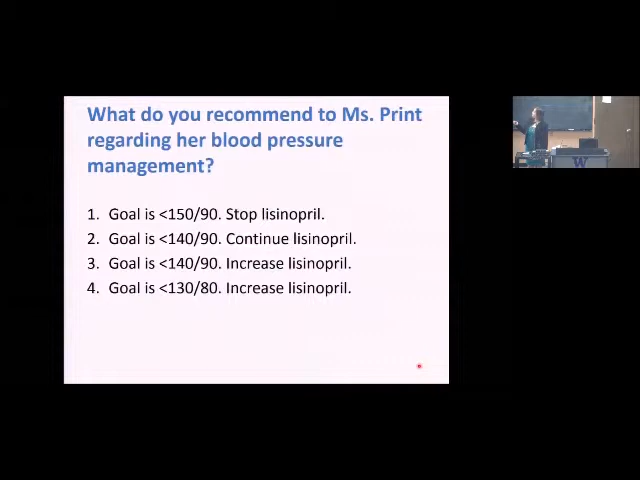 What do you recommend to Ms. Print
regarding her blood pressure
management?
1. Goal is <150/90. Stop lisinopril.
2. Goal is <140/90. Continue lisinopril.
3. Goal is <140/90. Increase lisinopril.
4. Goal is <130/80. Increase lisinopril.
W